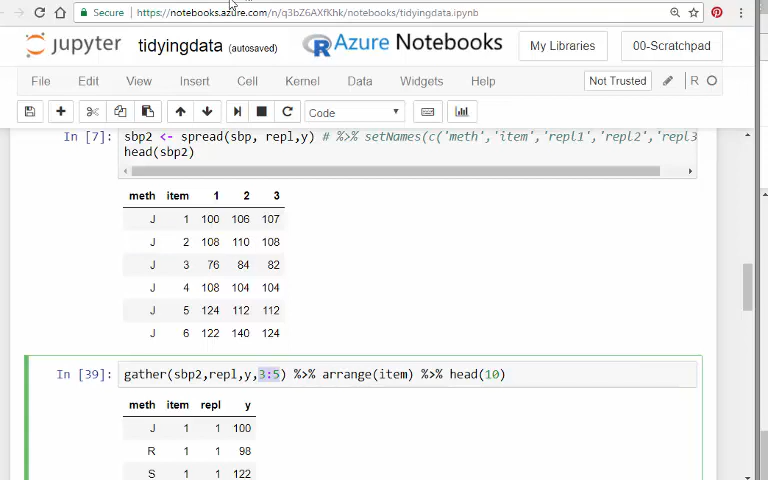 Secure https://notebooks.azure.com/n/q3bZ6AXfKhk/notebooks/tidyingdata.ipynb
jupyter tidyingdata (autosaved) Azure Notebooks My Libraries 00-Scratchpad
File Edit View Insert Cell Kernel Data Widgets Help Not Trusted R
Code
In [7]: sbp2 <- spread(sbp, repl,y) # %>% setNames(c('meth','item','repl1','repl2','repl3
head(sbp2)
meth item 1 2 3
J 1 100 106 107
J 2 108 110 108
J 3 76 84 82
J 4 108 104 104
J 5 124 112 112
J 6 122 140 124
In [39]: gather(sbp2,repl,y,3:5) %>% arrange(item) %>% head(10)
meth item repl y
J 1 1 100
R 1 1 98
S 1 1 122